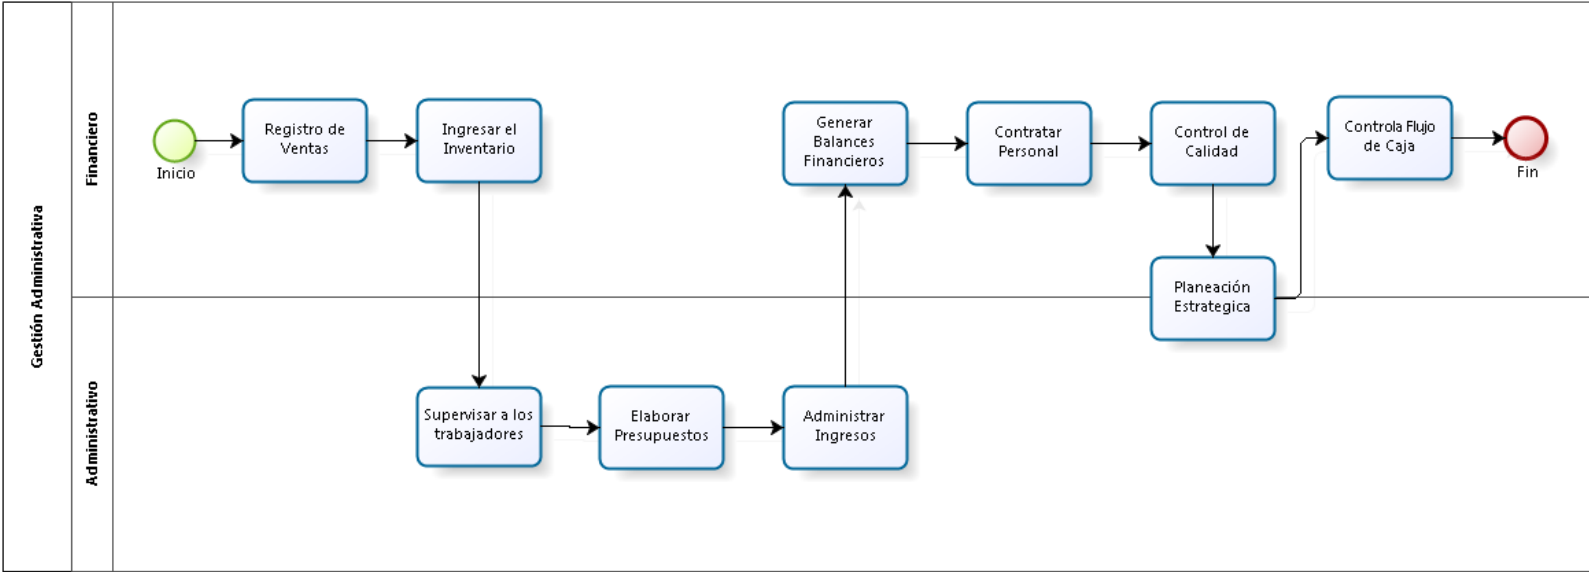 Gestión Administrativa
Financiero
Inicio
Registro de
Ventas
Ingresar el
Inventario
Generar
Balances
Financieros
Contratar
Personal
Control de
Calidad
Planeación
Estrategica
Controla Flujo
de Caja
Fin
Administrativo
Supervisar a los
trabajadores
Elaborar
Presupuestos
Administrar
Ingresos